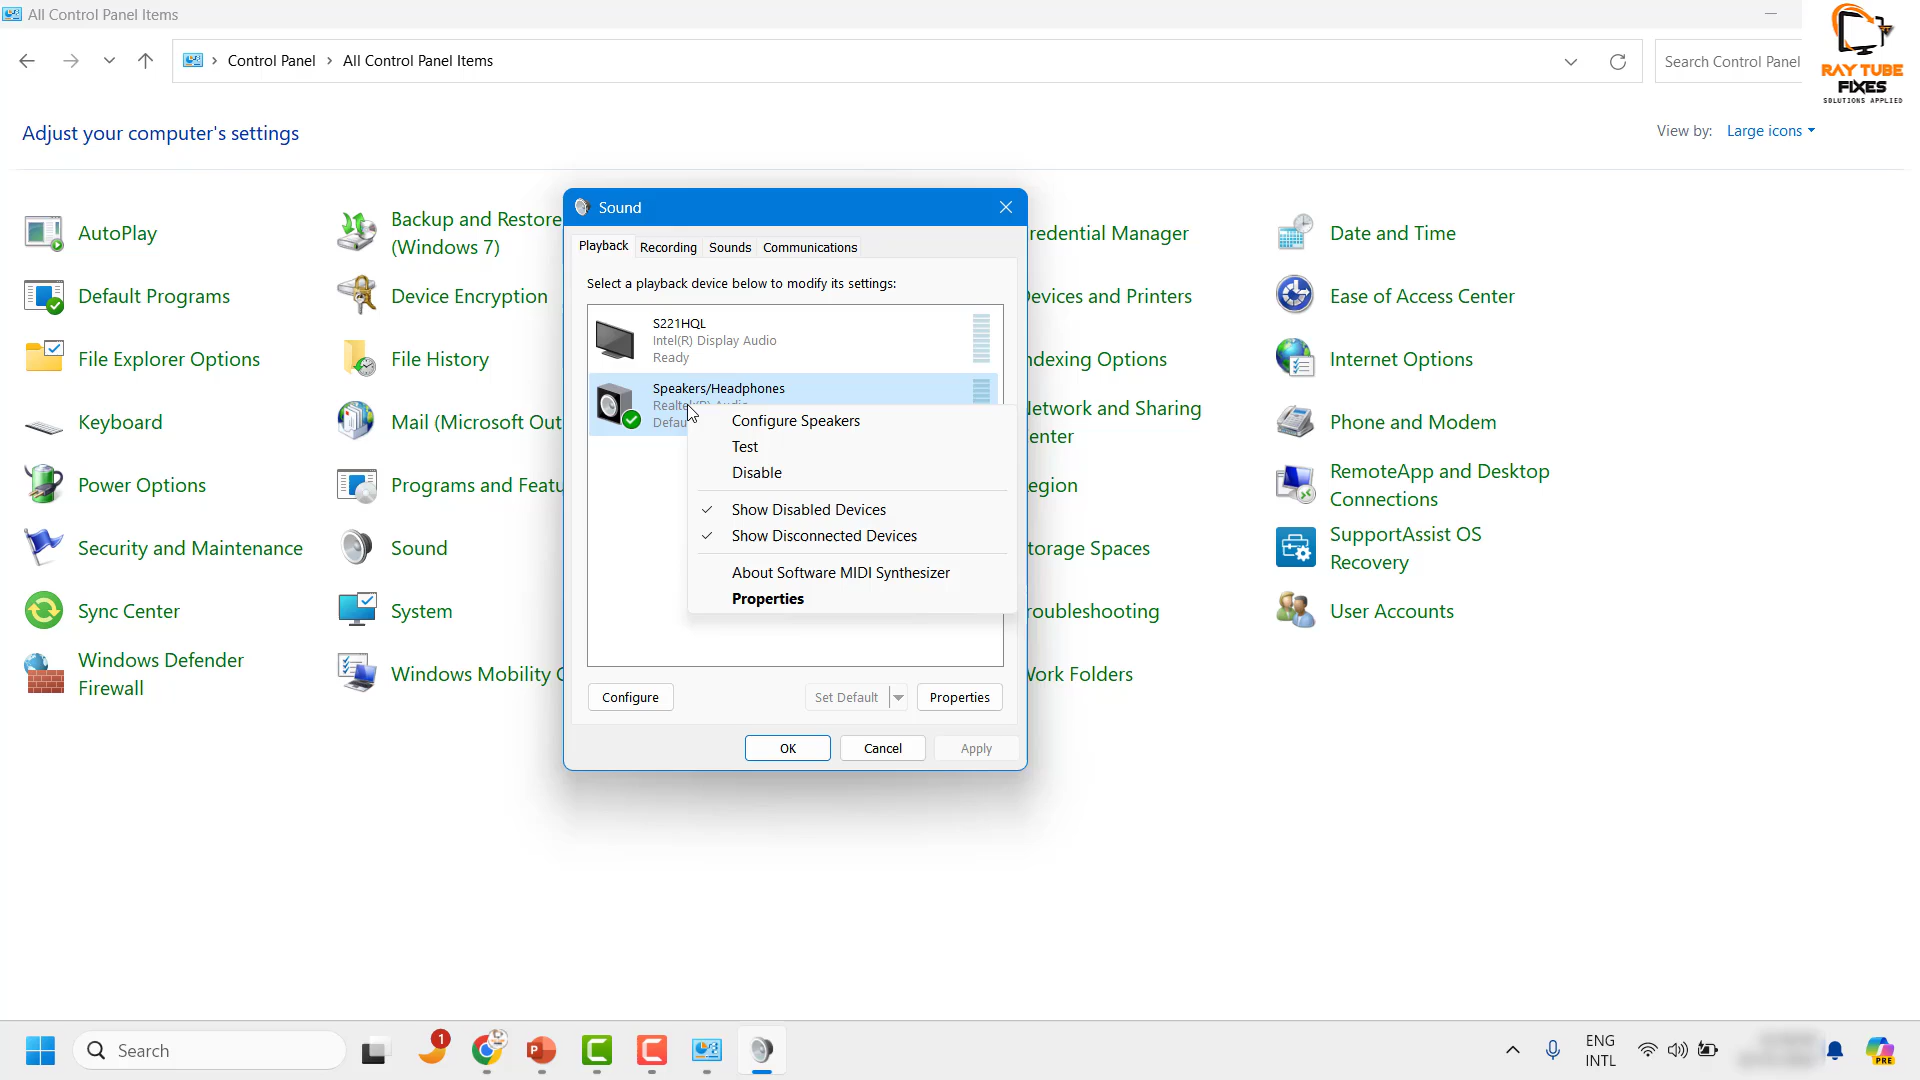 All Control Panel Items
Control Panel
All Control Panel Items
Search Control Panel
RAY TUBE
FIXES
SOLUTIONS APPLIED
Adjust your computer's settings
View by:
Large icons
AutoPlay
Backup and Restore
(Windows 7)
redential Manager
Date and Time
Default Programs
Device Encryption
evices and Printers
Ease of Access Center
File Explorer Options
File History
ndexing Options
Internet Options
Keyboard
Mail (Microsoft Out
etwork and Sharing
enter
Phone and Modem
Power Options
Programs and Featu
egion
RemoteApp and Desktop
Connections
Security and Maintenance
Sound
torage Spaces
SupportAssist OS
Recovery
Sync Center
System
roubleshooting
User Accounts
Windows Defender
Firewall
Windows Mobility C
Work Folders
Sound
Playback
Recording
Sounds
Communications
Select a playback device below to modify its settings:
S221HQL
Intel(R) Display Audio
Ready
Speakers/Headphones
Realtek(R) Audio
Defau
Configure Speakers
Test
Disable
Show Disabled Devices
Show Disconnected Devices
About Software MIDI Synthesizer
Properties
Configure
Set Default
Properties
OK
Cancel
Apply
Search
1
ENG
INTL
PRE